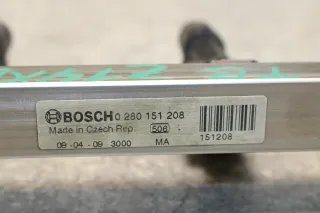 BOSCH 0 280 151 208
Made in Czech Rep. 506
151208
09-04-09 3000 MA